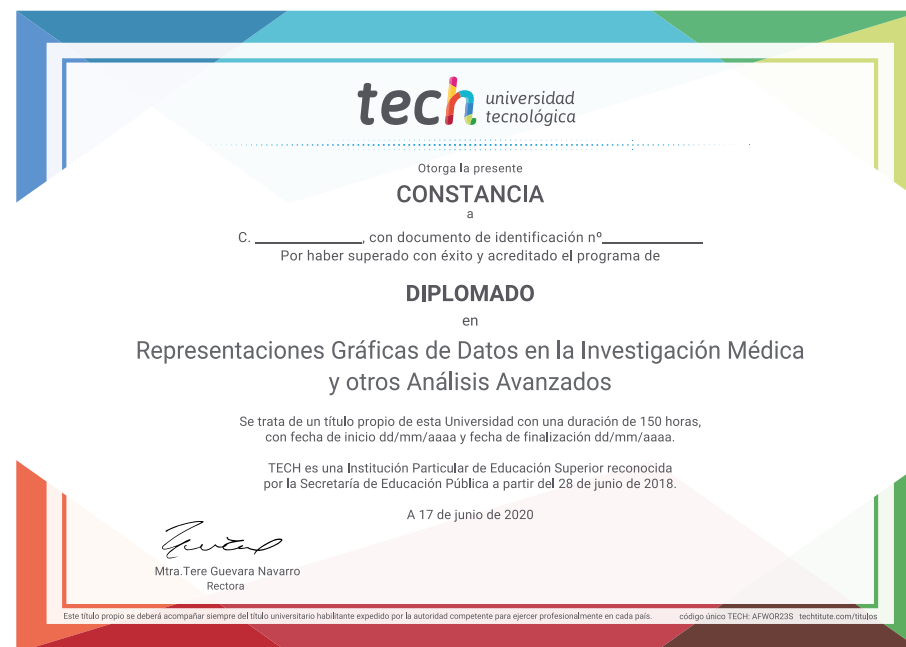 tech universidad
tecnológica
Otorga la presente
CONSTANCIA
a
C. ____________, con documento de identificación nº____________
Por haber superado con éxito y acreditado el programa de
DIPLOMADO
en
Representaciones Gráficas de Datos en la Investigación Médica
y otros Análisis Avanzados
Se trata de un título propio de esta Universidad con una duración de 150 horas,
con fecha de inicio dd/mm/aaaa y fecha de finalización dd/mm/aaaa.
TECH es una Institución Particular de Educación Superior reconocida
por la Secretaría de Educación Pública a partir del 28 de junio de 2018.
A 17 de junio de 2020
Mtra.Tere Guevara Navarro
Rectora
Este título propio se deberá acompañar siempre del título universitario habilitante expedido por la autoridad competente para ejercer profesionalmente en cada país. código único TECH: AFWOR23S techtitute.com/titulos